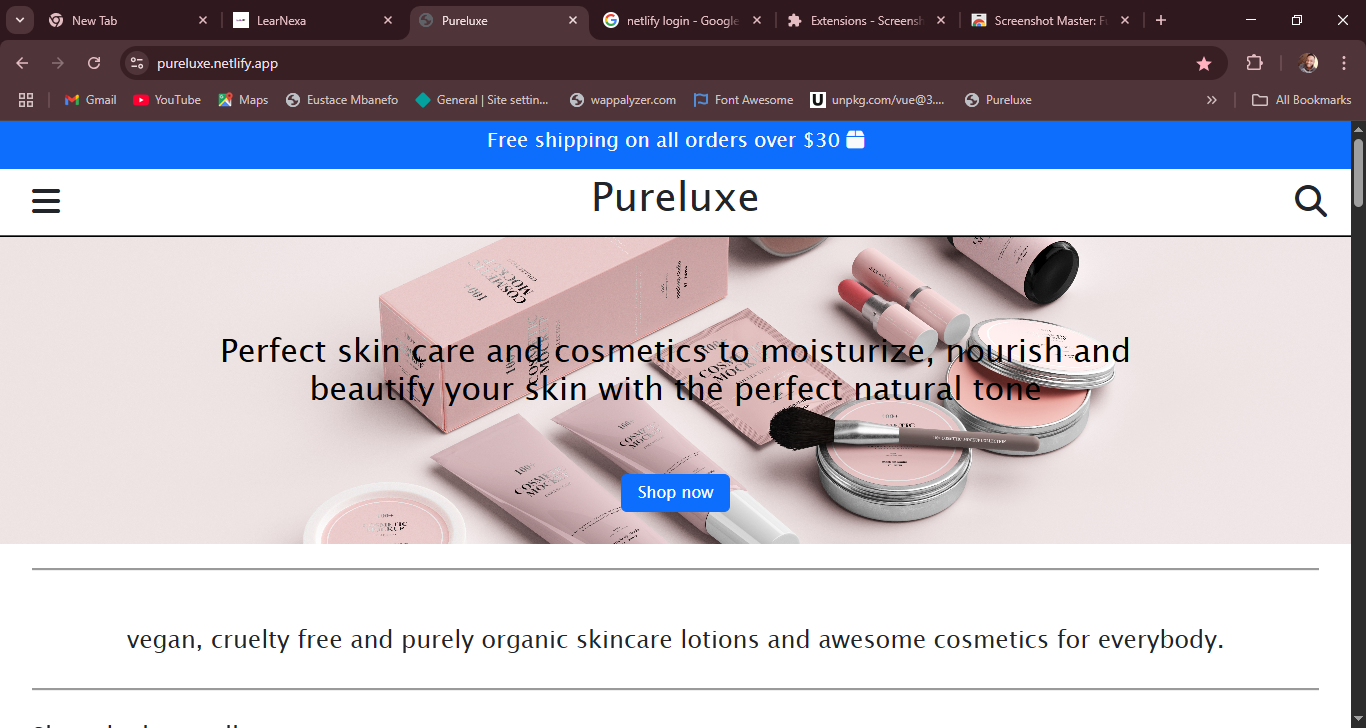 New Tab
LearNexa
Pureluxe
netlify login - Google
Extensions - Screensh
Screenshot Master: Fu
pureluxe.netlify.app
Gmail
YouTube
Maps
Eustace Mbanefo
General | Site settin...
wappalyzer.com
Font Awesome
unpkg.com/vue@3....
Pureluxe
All Bookmarks
Free shipping on all orders over $30
Pureluxe
100+
COSMETIC
MOCKUP
Perfect skin care and cosmetics to moisturize, nourish and
beautify your skin with the perfect natural tone
Shop now
vegan, cruelty free and purely organic skincare lotions and awesome cosmetics for everybody.